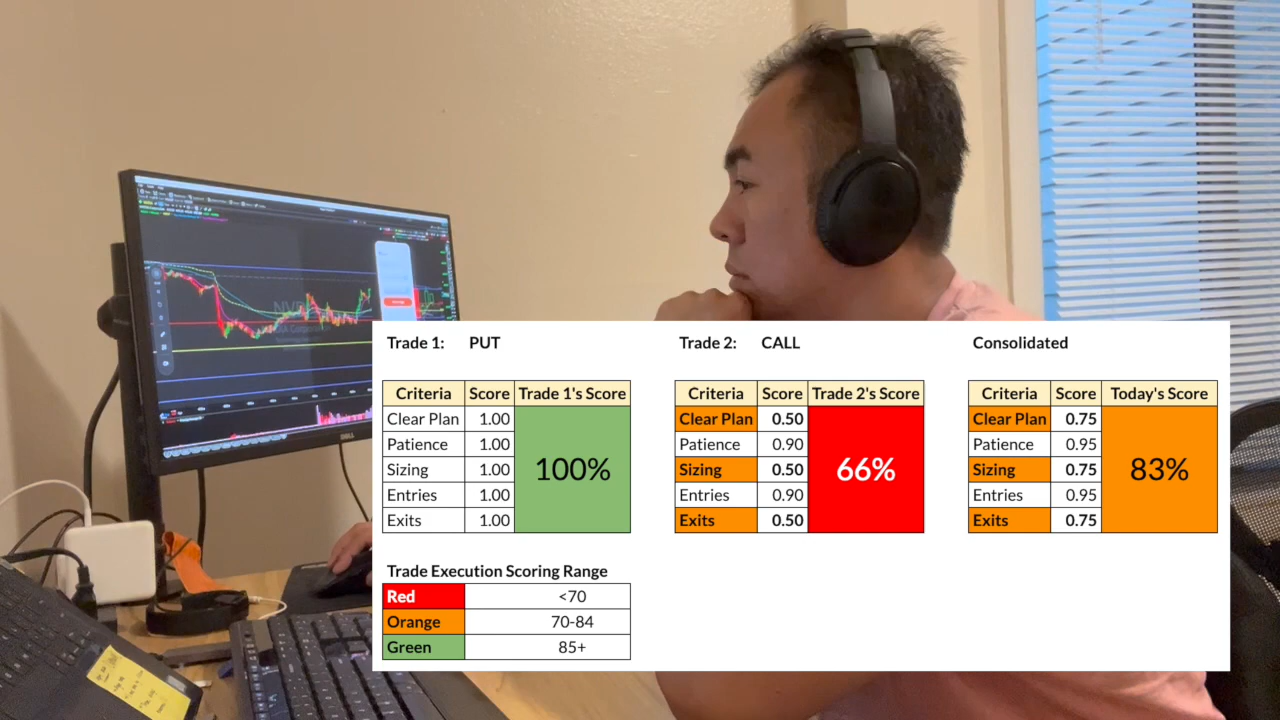 Trade 1: PUT
Criteria Score Trade 1's Score
Clear Plan 1.00
Patience 1.00
Sizing 1.00
Entries 1.00
Exits 1.00
100%
Trade 2: CALL
Criteria Score Trade 2's Score
Clear Plan 0.50
Patience 0.90
Sizing 0.50
Entries 0.90
Exits 0.50
66%
Consolidated
Criteria Score Today's Score
Clear Plan 0.75
Patience 0.95
Sizing 0.75
Entries 0.95
Exits 0.75
83%
Trade Execution Scoring Range
Red <70
Orange 70-84
Green 85+
DELL